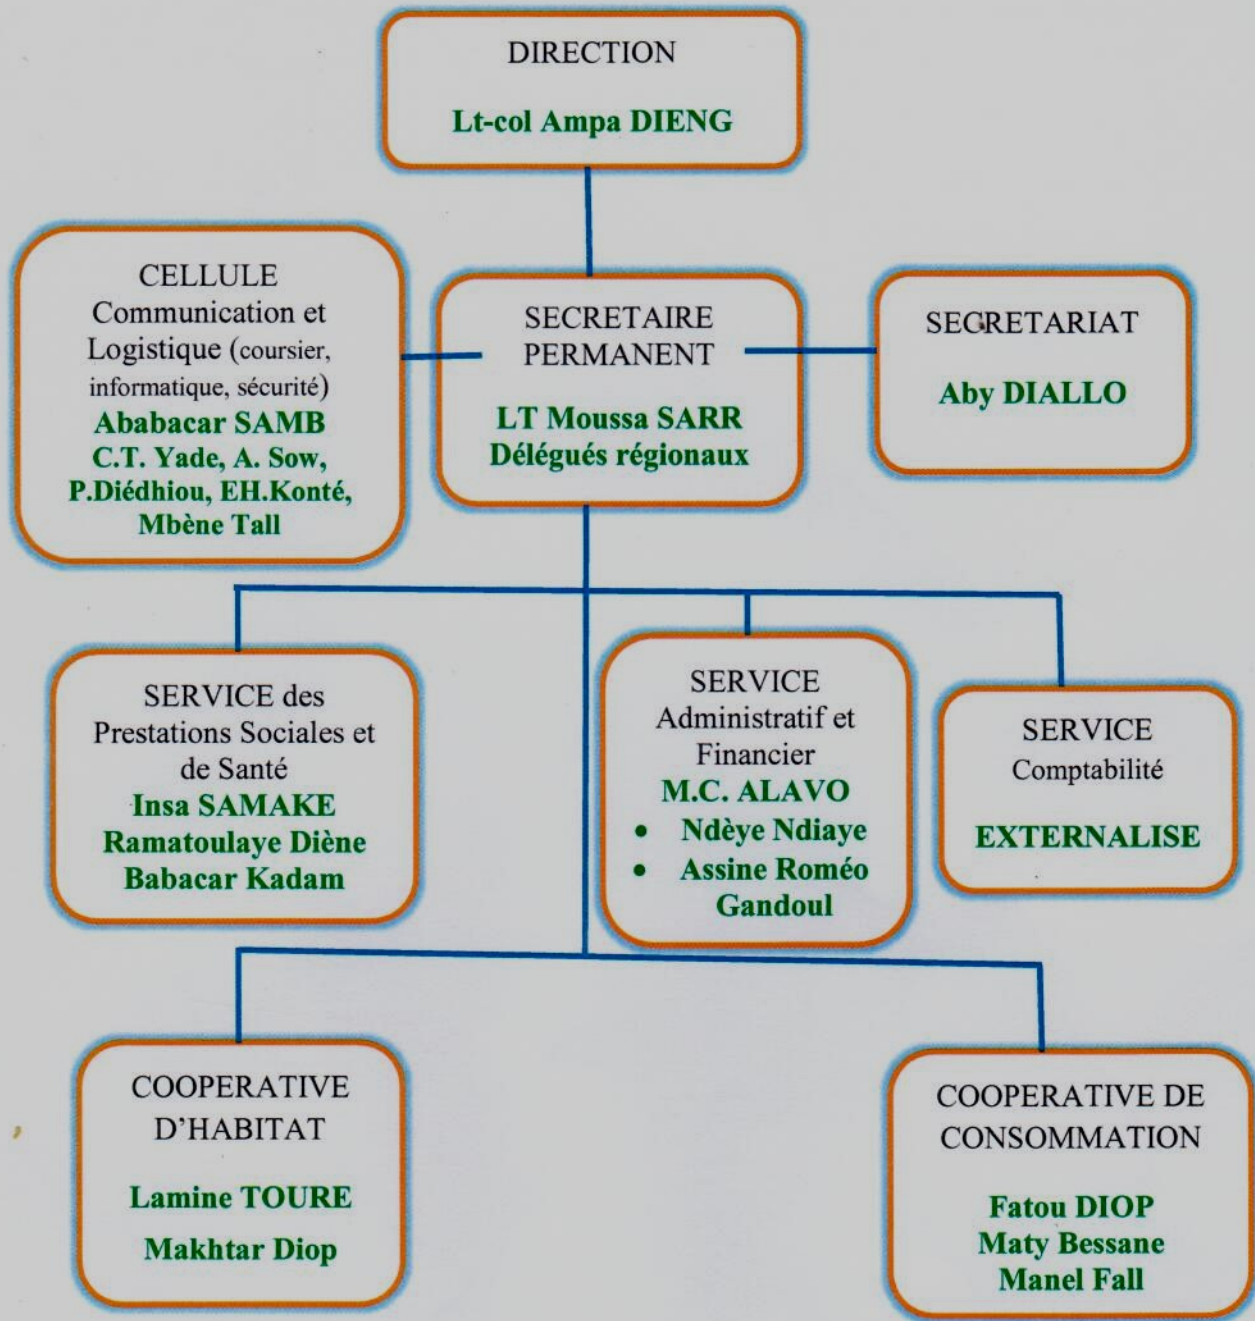 DIRECTION
Lt-col Ampa DIENG
CELLULE
Communication et
Logistique (coursier,
informatique, sécurité)
Ababacar SAMB
C.T. Yade, A. Sow,
P.Diédhiou, EH.Konté,
Mbène Tall
SECRETAIRE
PERMANENT
LT Moussa SARR
Délégués régionaux
SECRETARIAT
Aby DIALLO
SERVICE des
Prestations Sociales et
de Santé
Insa SAMAKE
Ramatoulaye Diène
Babacar Kadam
SERVICE
Administratif et
Financier
M.C. ALAVO
• Ndèye Ndiaye
• Assine Roméo
Gandoul
SERVICE
Comptabilité
EXTERNALISE
COOPERATIVE
D’HABITAT
Lamine TOURE
Makhtar Diop
COOPERATIVE DE
CONSOMMATION
Fatou DIOP
Maty Bessane
Manel Fall